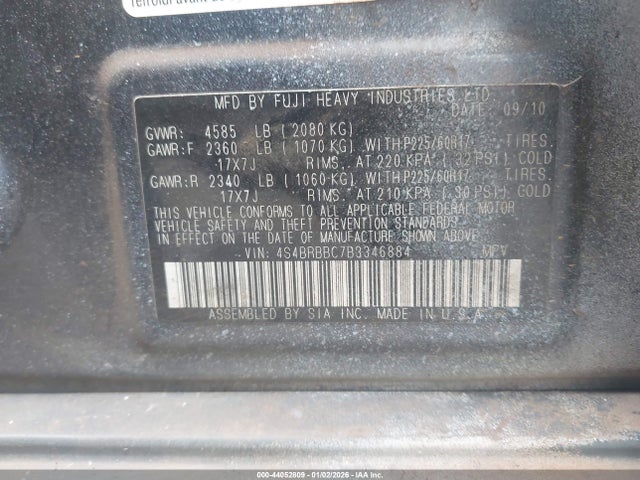 MFD BY FUJI HEAVY INDUSTRIES LTD.
DATE: 09/10
GVWR: 4585 LB (2080 KG)
GAWR:F 2360 LB (1070 KG) WITH P225/60R17 TIRES.
17X7J RIMS. AT 220 KPA (32 PSI) COLD
GAWR:R 2340 LB (1060 KG) WITH P225/60R17 TIRES.
17X7J RIMS. AT 210 KPA (30 PSI) COLD
THIS VEHICLE CONFORMS TO ALL APPLICABLE FEDERAL MOTOR
VEHICLE SAFETY AND THEFT PREVENTION STANDARD
IN EFFECT ON THE DATE OF MANUFACTURE SHOWN ABOVE.
VIN: 4S4BRBBC7B3346884 MPV
ASSEMBLED BY SIA INC. MADE IN U.S.A
000-44052609 - 01/02/2026 - COPYRIGHT IAA, LLC.